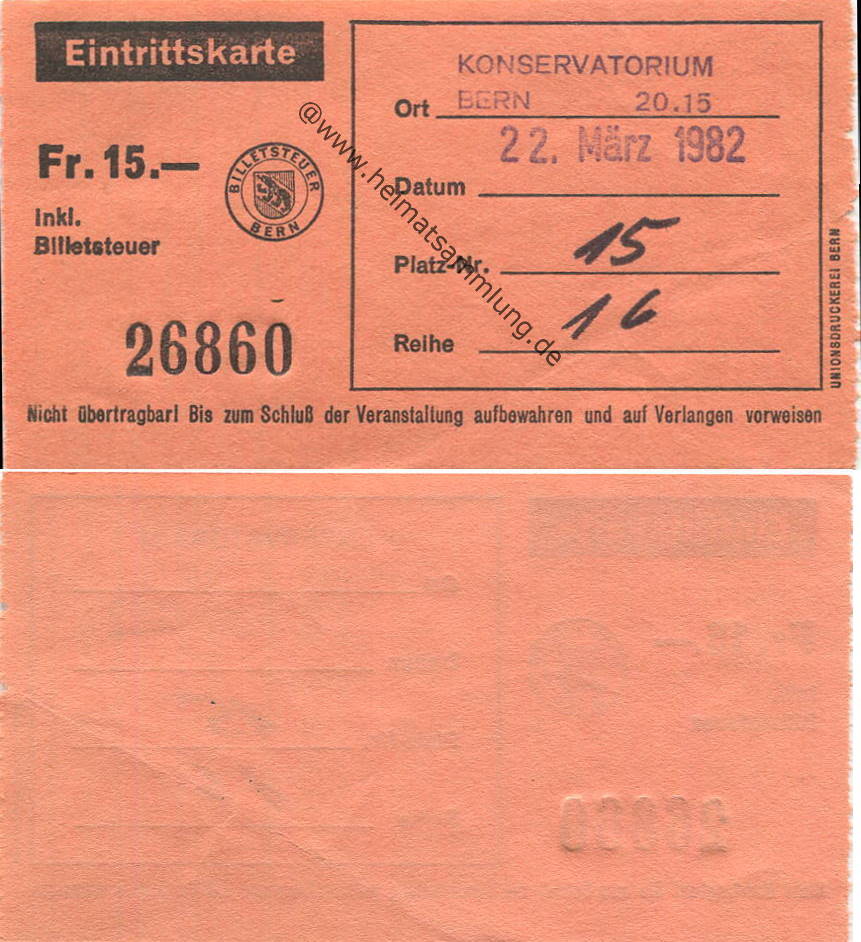 Eintrittskarte
Fr. 15.—
inkl.
Billetsteuer
BILLETSTEUER
BERN
26860
KONSERVATORIUM
Ort BERN 20.15
22. März 1982
Datum
Platz-Nr. 15
Reihe 16
UNIONSDRUCKEREI BERN
Nicht übertragbar! Bis zum Schluß der Veranstaltung aufbewahren und auf Verlangen vorweisen
@www.heimatsammlung.de
26860